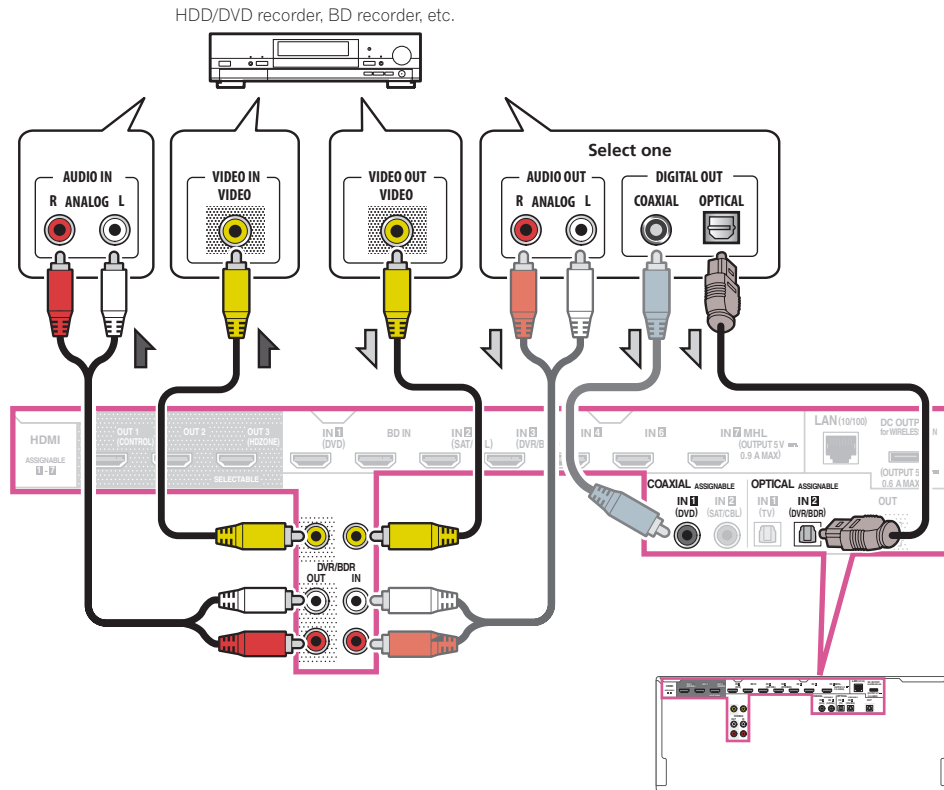 HDD/DVD recorder, BD recorder, etc.
Select one
AUDIO IN
R ANALOG L
VIDEO IN
VIDEO
VIDEO OUT
VIDEO
AUDIO OUT
R ANALOG L
DIGITAL OUT
COAXIAL OPTICAL
HDMI
ASSIGNABLE
1 - 7
OUT 1
(CONTROL)
OUT 2
OUT 3
(HDZONE)
SELECTABLE
IN 1
(DVD)
BD IN
IN 2
(SAT/ L)
IN 3
(DVR/B
IN 4
IN 6
IN 7 MHL
(OUTPUT 5 V
0.9 A MAX)
LAN (10/100)
DC OUTP
for WIRELES N
(OUTPUT 5
0.6 A MAX
COAXIAL ASSIGNABLE
IN 1
(DVD)
IN 2
(SAT/CBL)
OPTICAL ASSIGNABLE
IN 1
(TV)
IN 2
(DVR/BDR)
OUT
DVR/BDR
OUT IN